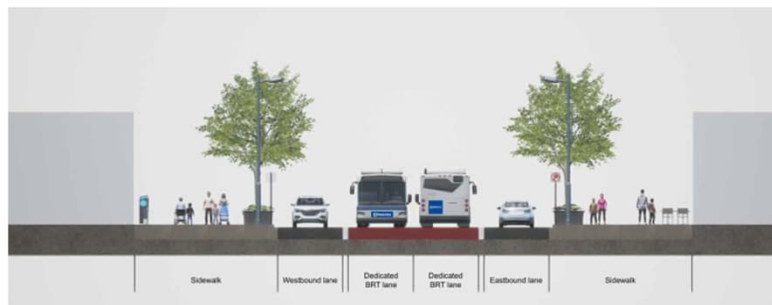 Sidewalk
Westbound lane
Dedicated
BRT lane
Dedicated
BRT lane
Eastbound lane
Sidewalk